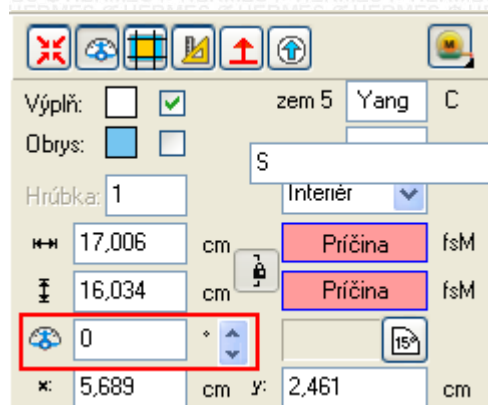 M
Výplň: zem 5 Yang C
Obrys:
S
Hrúbka: 1 Interiér
17,006 cm Príčina fsM
16,034 cm Príčina fsM
0 ° 15°
x: 5,689 cm y: 2,461 cm